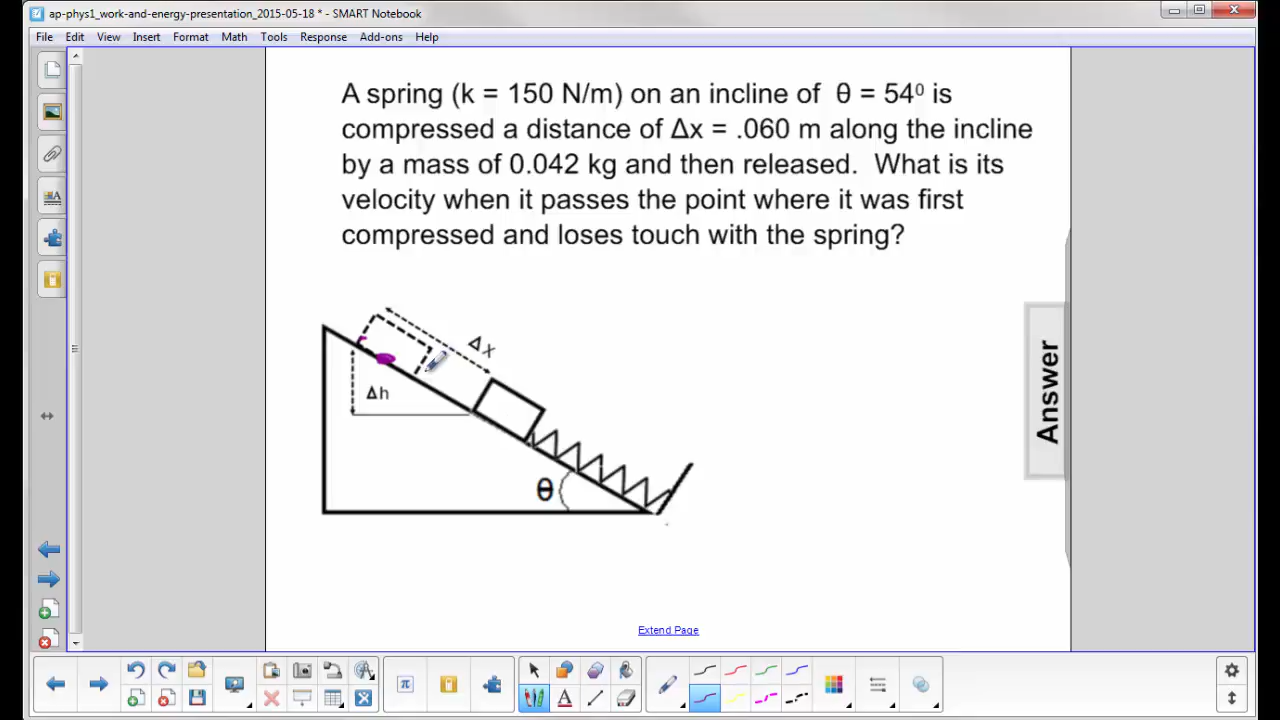 ap-phys1_work-and-energy-presentation_2015-05-18 * - SMART Notebook
File Edit View Insert Format Math Tools Response Add-ons Help
A spring (k = 150 N/m) on an incline of θ = 54⁰ is
compressed a distance of Δx = .060 m along the incline
by a mass of 0.042 kg and then released. What is its
velocity when it passes the point where it was first
compressed and loses touch with the spring?
Δx
Δh
θ
Answer
Extend Page
π
A